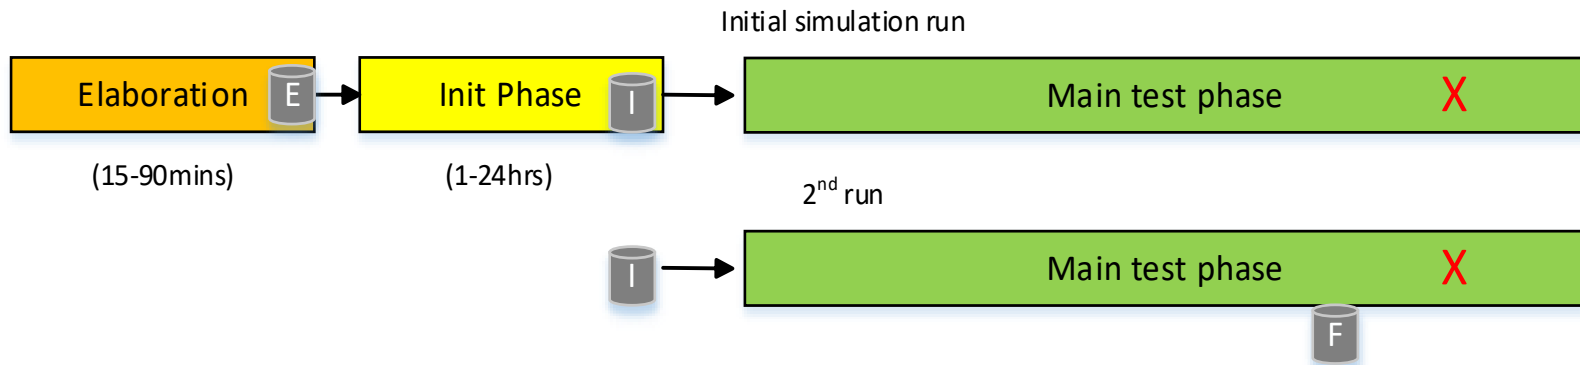 Initial simulation run
Elaboration E
Init Phase I
Main test phase X
(15-90mins)
(1-24hrs)
2nd run
I
Main test phase X
F